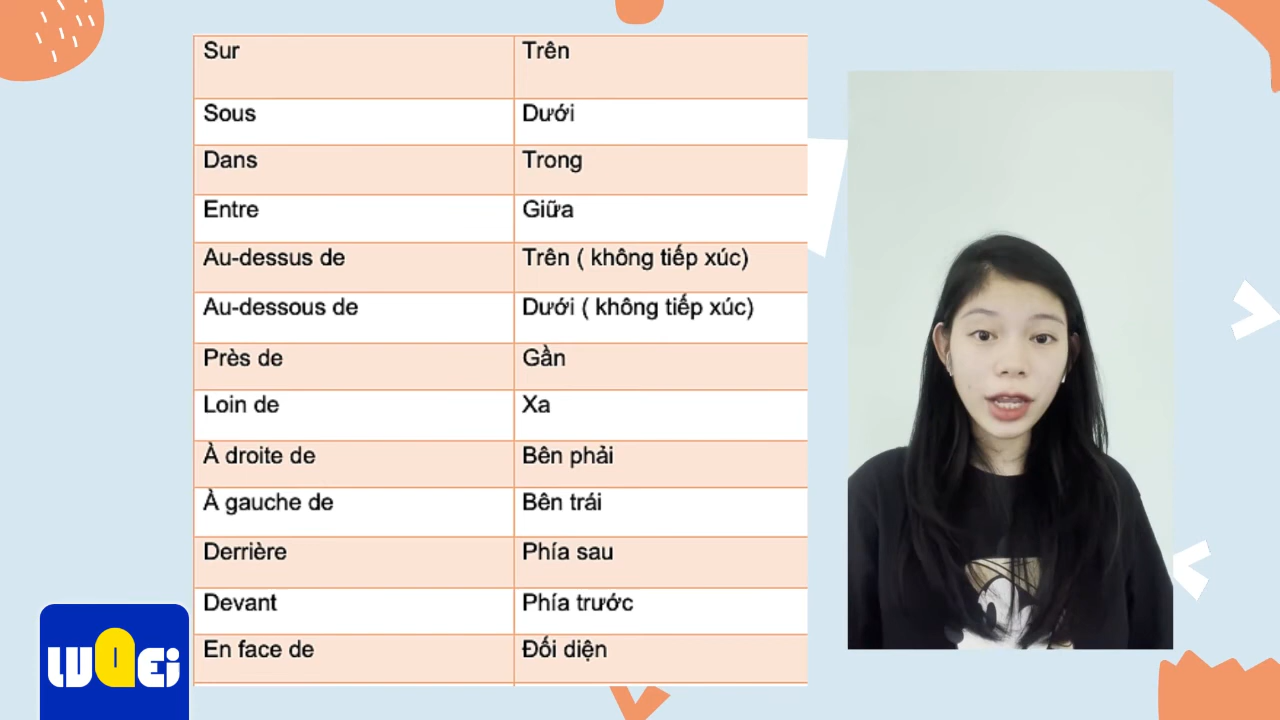 Sur Trên
Sous Dưới
Dans Trong
Entre Giữa
Au-dessus de Trên ( không tiếp xúc)
Au-dessous de Dưới ( không tiếp xúc)
Près de Gần
Loin de Xa
À droite de Bên phải
À gauche de Bên trái
Derrière Phía sau
Devant Phía trước
En face de Đối diện
LUQEi